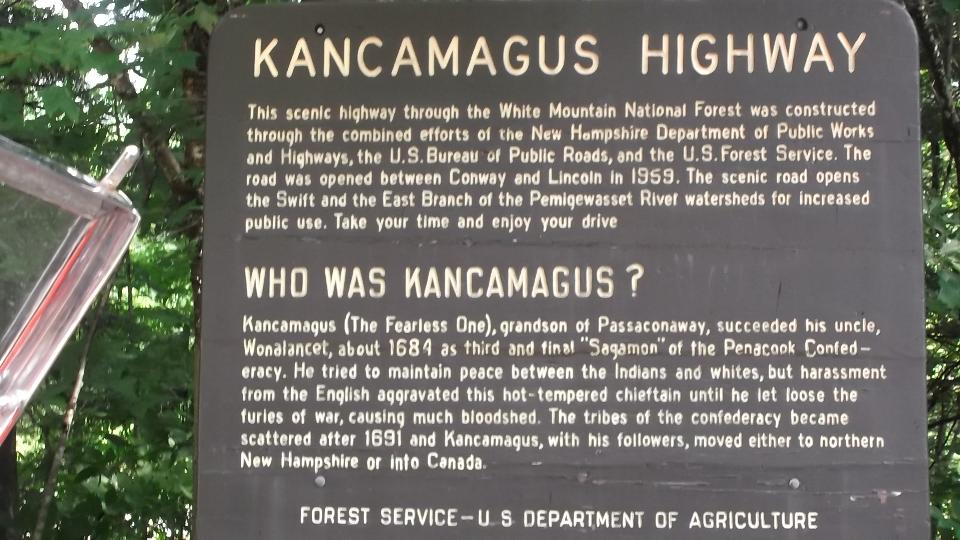 KANCAMAGUS HIGHWAY
This scenic highway through the White Mountain National Forest was constructed
through the combined efforts of the New Hampshire Department of Public Works
and Highways, the U.S. Bureau of Public Roads, and the U.S. Forest Service. The
road was opened between Conway and Lincoln in 1959. The scenic road opens
the Swift and the East Branch of the Pemigewasset River watersheds for increased
public use. Take your time and enjoy your drive
WHO WAS KANCAMAGUS?
Kancamagus (The Fearless One), grandson of Passaconaway, succeeded his uncle,
Wonalancet, about 1684 as third and final "Sagamon" of the Penacook Confed-
eracy. He tried to maintain peace between the Indians and whites, but harassment
from the English aggravated this hot-tempered chieftain until he let loose the
furies of war, causing much bloodshed. The tribes of the confederacy became
scattered after 1691 and Kancamagus, with his followers, moved either to northern
New Hampshire or into Canada.
FOREST SERVICE-U S DEPARTMENT OF AGRICULTURE